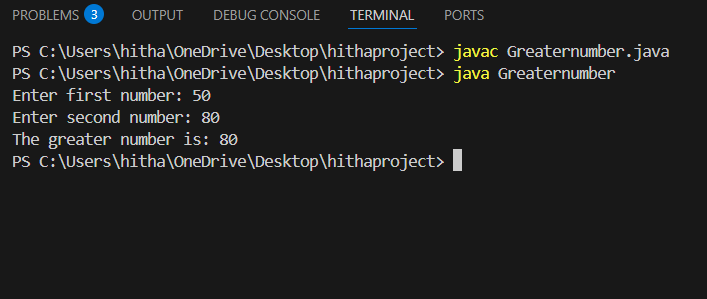 PROBLEMS 3 OUTPUT DEBUG CONSOLE TERMINAL PORTS
PS C:\Users\hitha\OneDrive\Desktop\hithaproject> javac Greaternumber.java
PS C:\Users\hitha\OneDrive\Desktop\hithaproject> java Greaternumber
Enter first number: 50
Enter second number: 80
The greater number is: 80
PS C:\Users\hitha\OneDrive\Desktop\hithaproject>